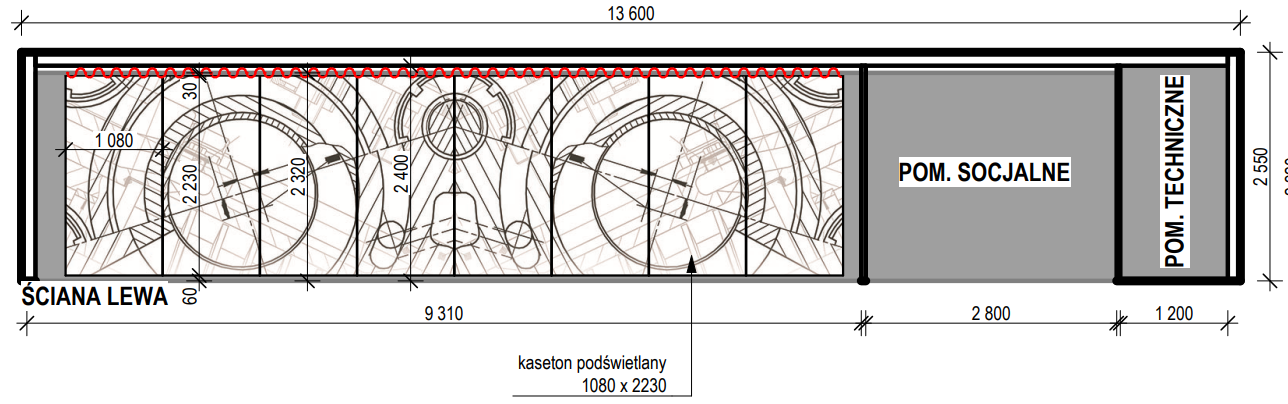 13 600
30
1 080
2 230
2 320
2 400
60
POM. SOCJALNE
POM. TECHNICZNE
2 550
ŚCIANA LEWA
9 310
2 800
1 200
kaseton podświetlany
1080 x 2230